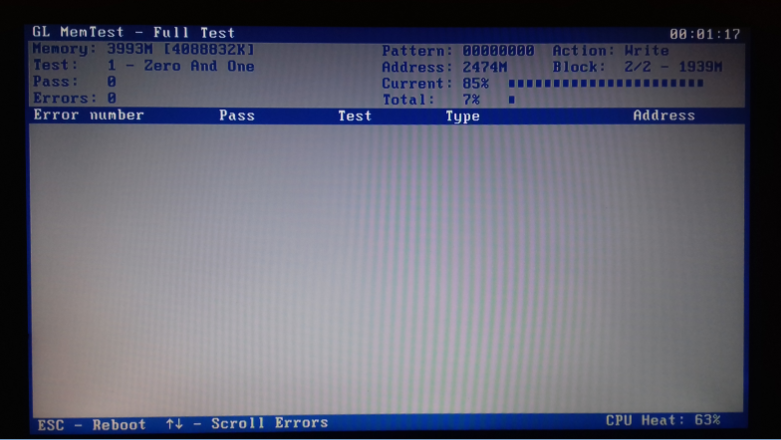 GL MemTest - Full Test 00:01:17
Memory: 3993M [4088832K] Pattern: 00000000 Action: Write
Test: 1 - Zero And One Address: 2474M Block: 2/2 - 1939M
Pass: 0 Current: 85%
Errors: 0 Total: 7%
Error number Pass Test Type Address
ESC - Reboot ↑↓ - Scroll Errors CPU Heat: 63%